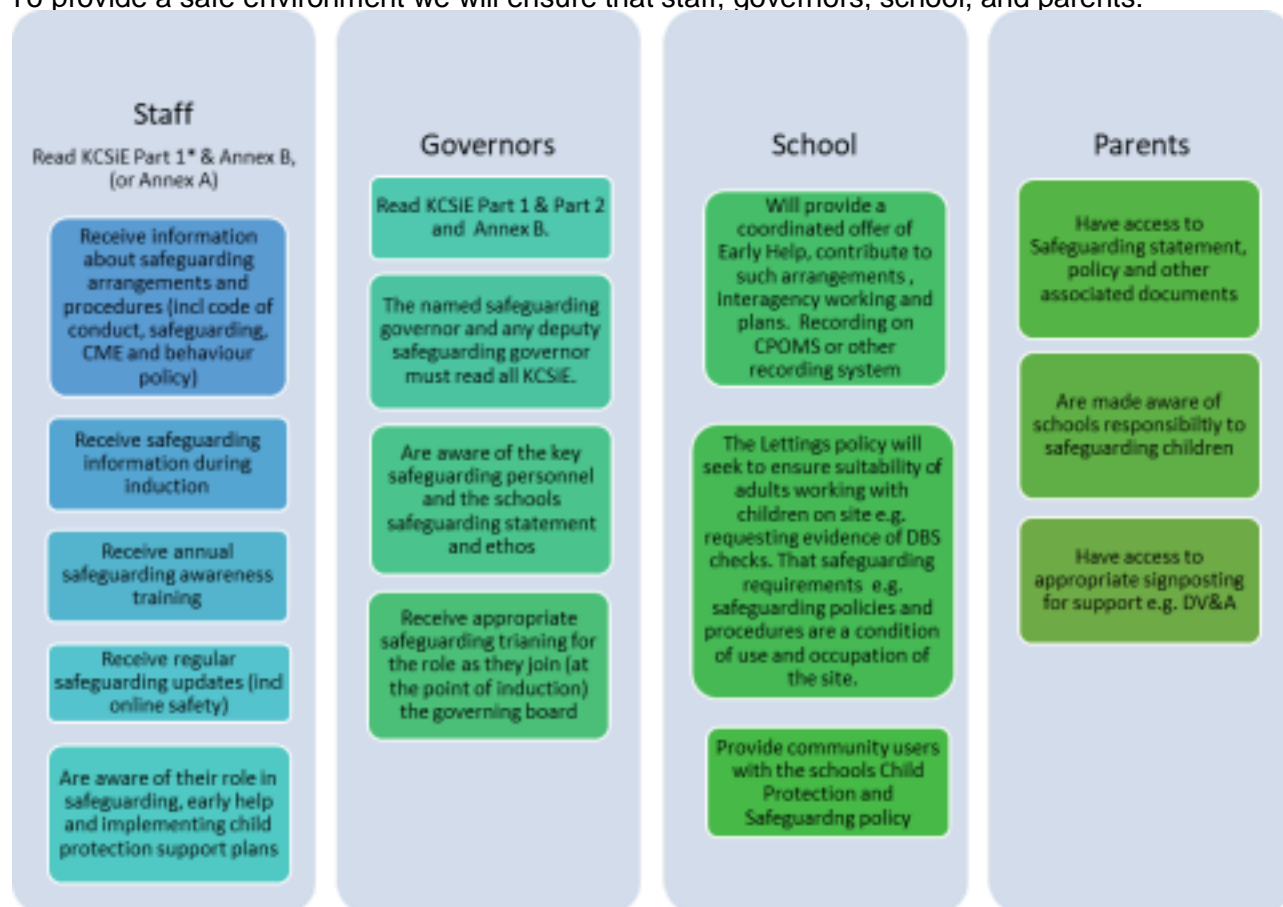 To provide a safe environment we will ensure that staff, governors, school, and parents:
Staff
Read KCSiE Part 1* & Annex B,
(or Annex A)
Receive information
about safeguarding
arrangements and
procedures (incl code of
conduct, safeguarding,
CME and behaviour
policy)
Receive safeguarding
information during
induction
Receive annual
safeguarding awareness
training
Receive regular
safeguarding updates (incl
online safety)
Are aware of their role in
safeguarding, early help
and implementing child
protection support plans
Governors
Read KCSiE Part 1 & Part 2
and Annex B.
The named safeguarding
governor and any deputy
safeguarding governor
must read all KCSiE.
Are aware of the key
safeguarding personnel
and the schools
safeguarding statement
and ethos
Receive appropriate
safeguarding trianing for
the role as they join (at
the point of induction)
the governing board
School
Will provide a
coordinated offer of
Early Help, contribute to
such arrangements ,
interagency working and
plans. Recording on
CPOMS or other
recording system
The Lettings policy will
seek to ensure suitability of
adults working with
children on site e.g.
requesting evidence of DBS
checks. That safeguarding
requirements e.g.
safeguarding policies and
procedures are a condition
of use and occupation of
the site.
Provide community users
with the schools Child
Protection and
Safeguardng policy
Parents
Have access to
Safeguarding statement,
policy and other
associated documents
Are made aware of
schools responsibiltly to
safeguarding children
Have access to
appropriate signposting
for support e.g. DV&A